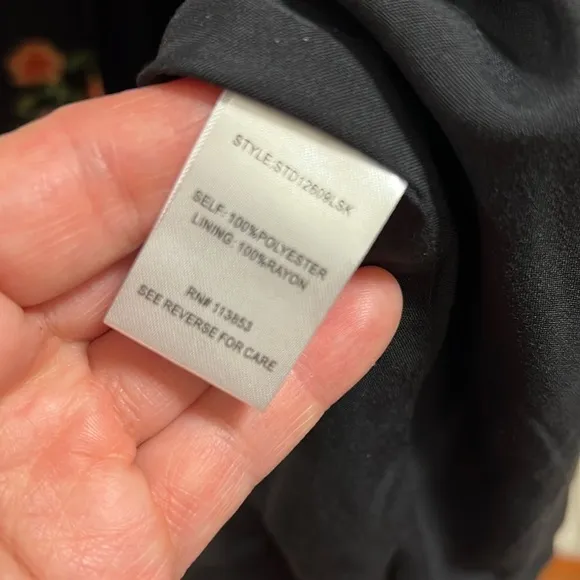 STYLE:STD12609LSK
SELF: 100%POLYESTER
LINING: 100%RAYON
RN# 113853
SEE REVERSE FOR CARE